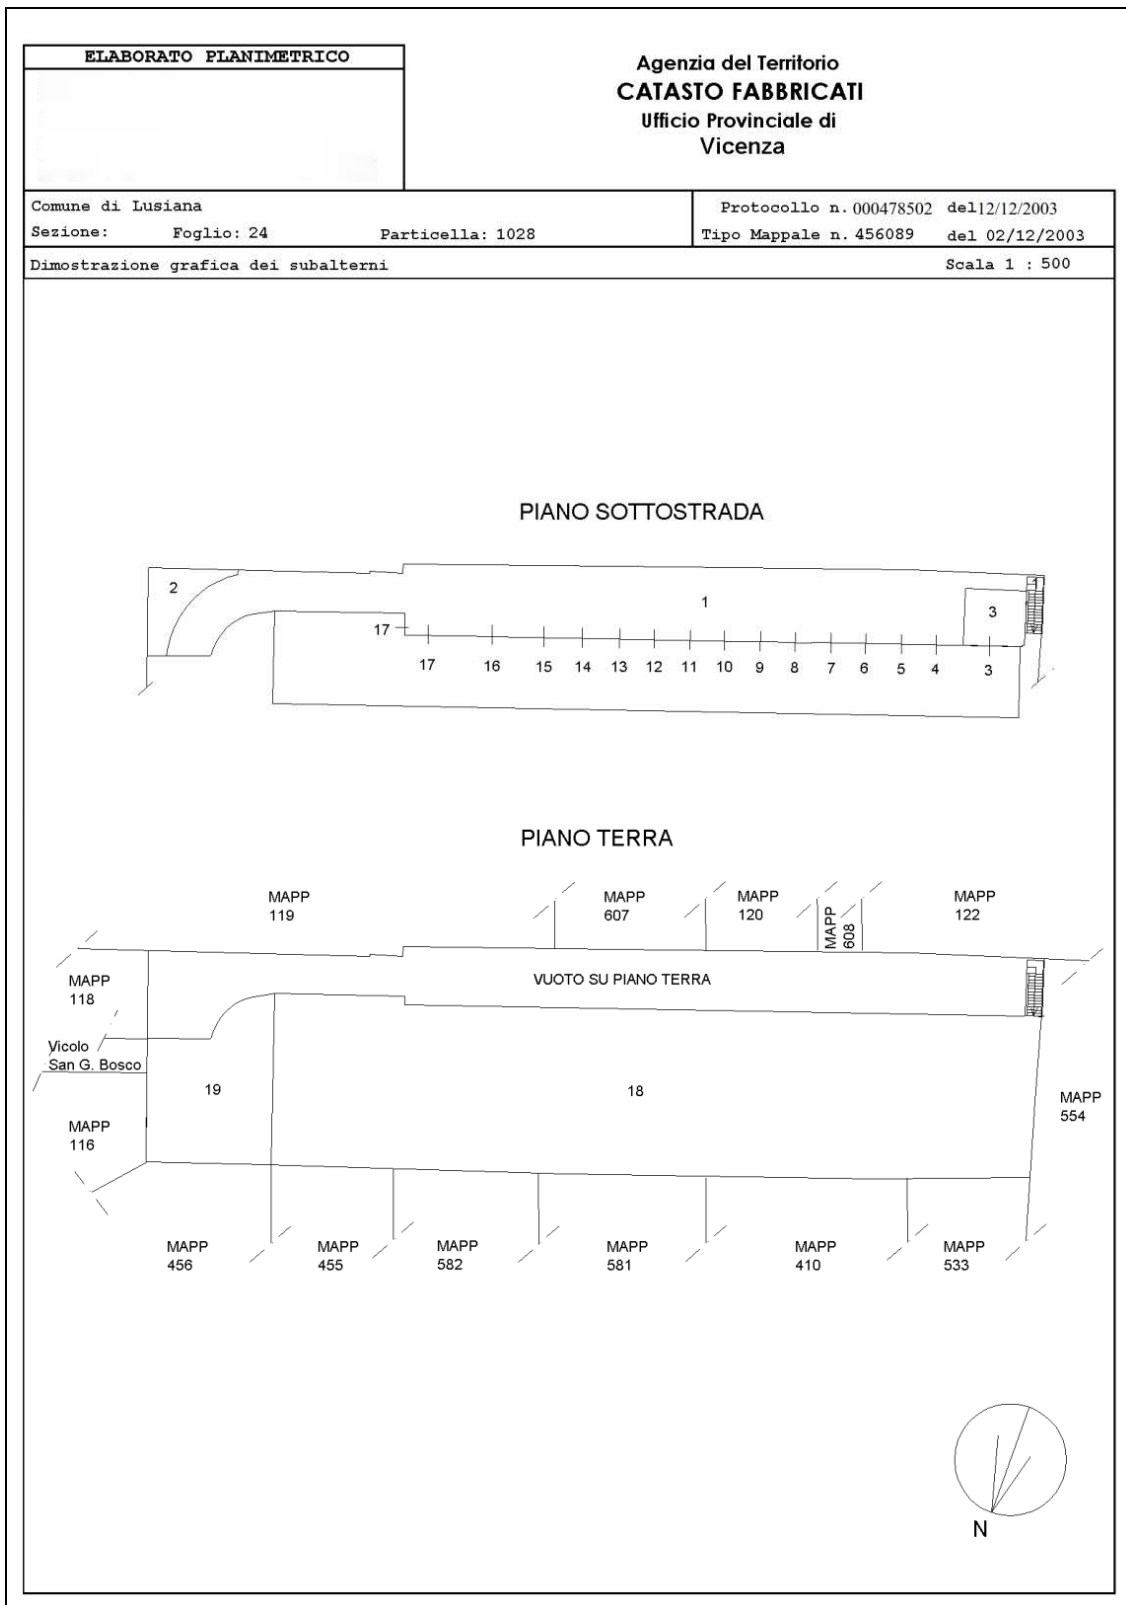 ELABORATO PLANIMETRICO
Agenzia del Territorio
CATASTO FABBRICATI
Ufficio Provinciale di
Vicenza
Comune di Lusiana
Sezione: Foglio: 24 Particella: 1028
Protocollo n. 000478502 del12/12/2003
Tipo Mappale n. 456089 del 02/12/2003
Dimostrazione grafica dei subalterni Scala 1 : 500
PIANO SOTTOSTRADA
2
1
1
3
17
17 16 15 14 13 12 11 10 9 8 7 6 5 4 3
PIANO TERRA
MAPP
119
MAPP
607
MAPP
120
MAPP
608
MAPP
122
MAPP
118
VUOTO SU PIANO TERRA
Vicolo
San G. Bosco
19
18
MAPP
554
MAPP
116
MAPP
456
MAPP
455
MAPP
582
MAPP
581
MAPP
410
MAPP
533
N